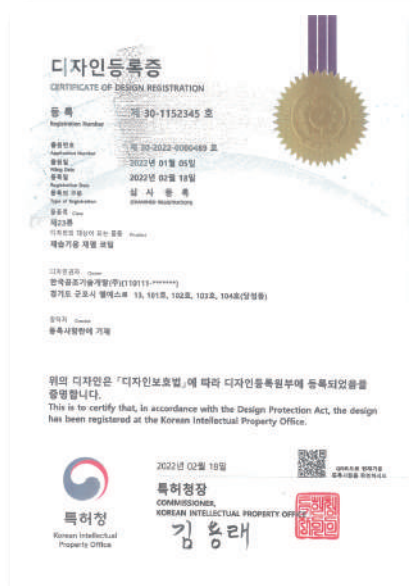 디자인등록증
CERTIFICATE OF DESIGN REGISTRATION
등 록
Registration Number
제 30-1152345 호
출원번호
Application Number
제 30-2022-0000489 호
출원일
Filing Date
2022년 01월 05일
등록일
Registration Date
2022년 02월 18일
등록의 구분
Type of Registration
심 사 등 록
물품류 Class
제23류
디자인의 대상이 되는 물품 Product
제습기용 재열 코일
디자인권자 Owner
한국공조기술개발(주)(110111-*******)
경기도 군포시 엘에스로 13, 101호, 102호, 103호, 104호(당정동)
창작자 Creator
등록사항란에 기재
위의 디자인은 「디자인보호법」에 따라 디자인등록원부에 등록되었음을
증명합니다.
This is to certify that, in accordance with the Design Protection Act, the design
has been registered at the Korean Intellectual Property Office.
2022년 02월 18일
특허청장
COMMISSIONER,
KOREAN INTELLECTUAL PROPERTY OFFICE
김용래
특허청
Korean Intellectual
Property Office